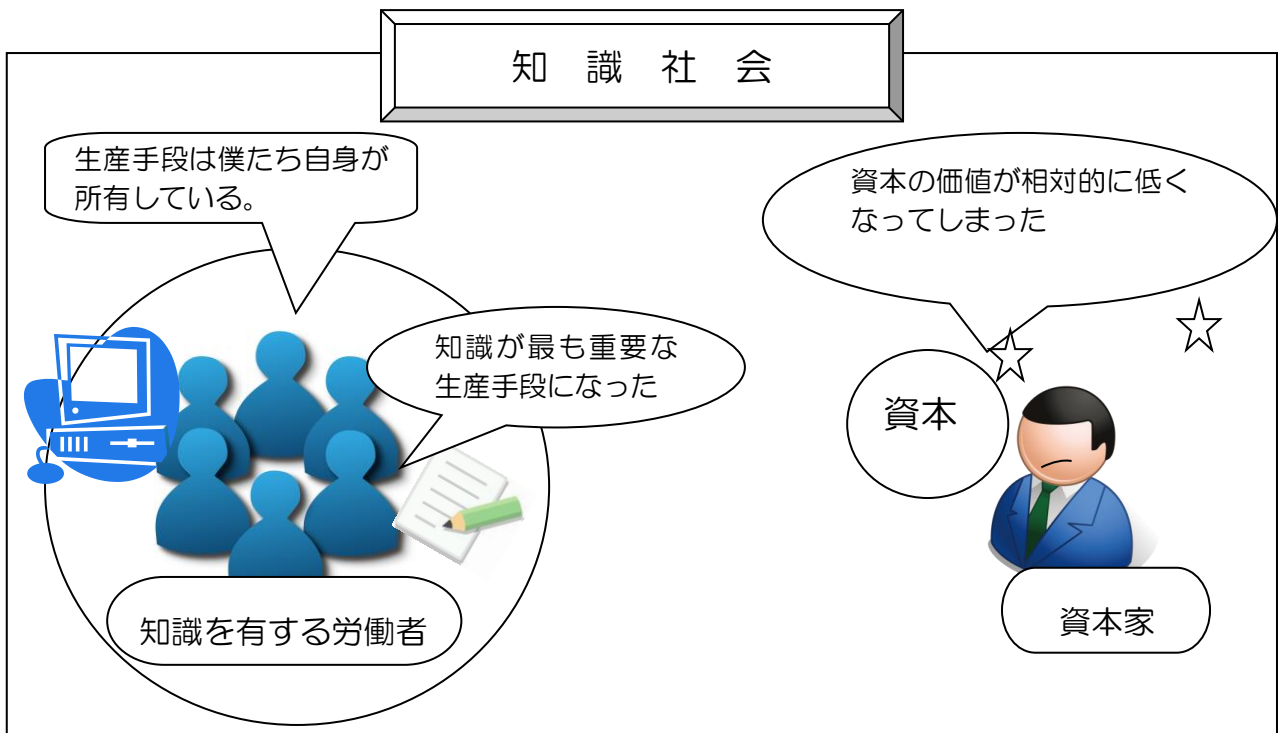 知 識 社 会
生産手段は僕たち自身が
所有している。
資本の価値が相対的に低く
なってしまった
知識が最も重要な
生産手段になった
資本
知識を有する労働者
資本家